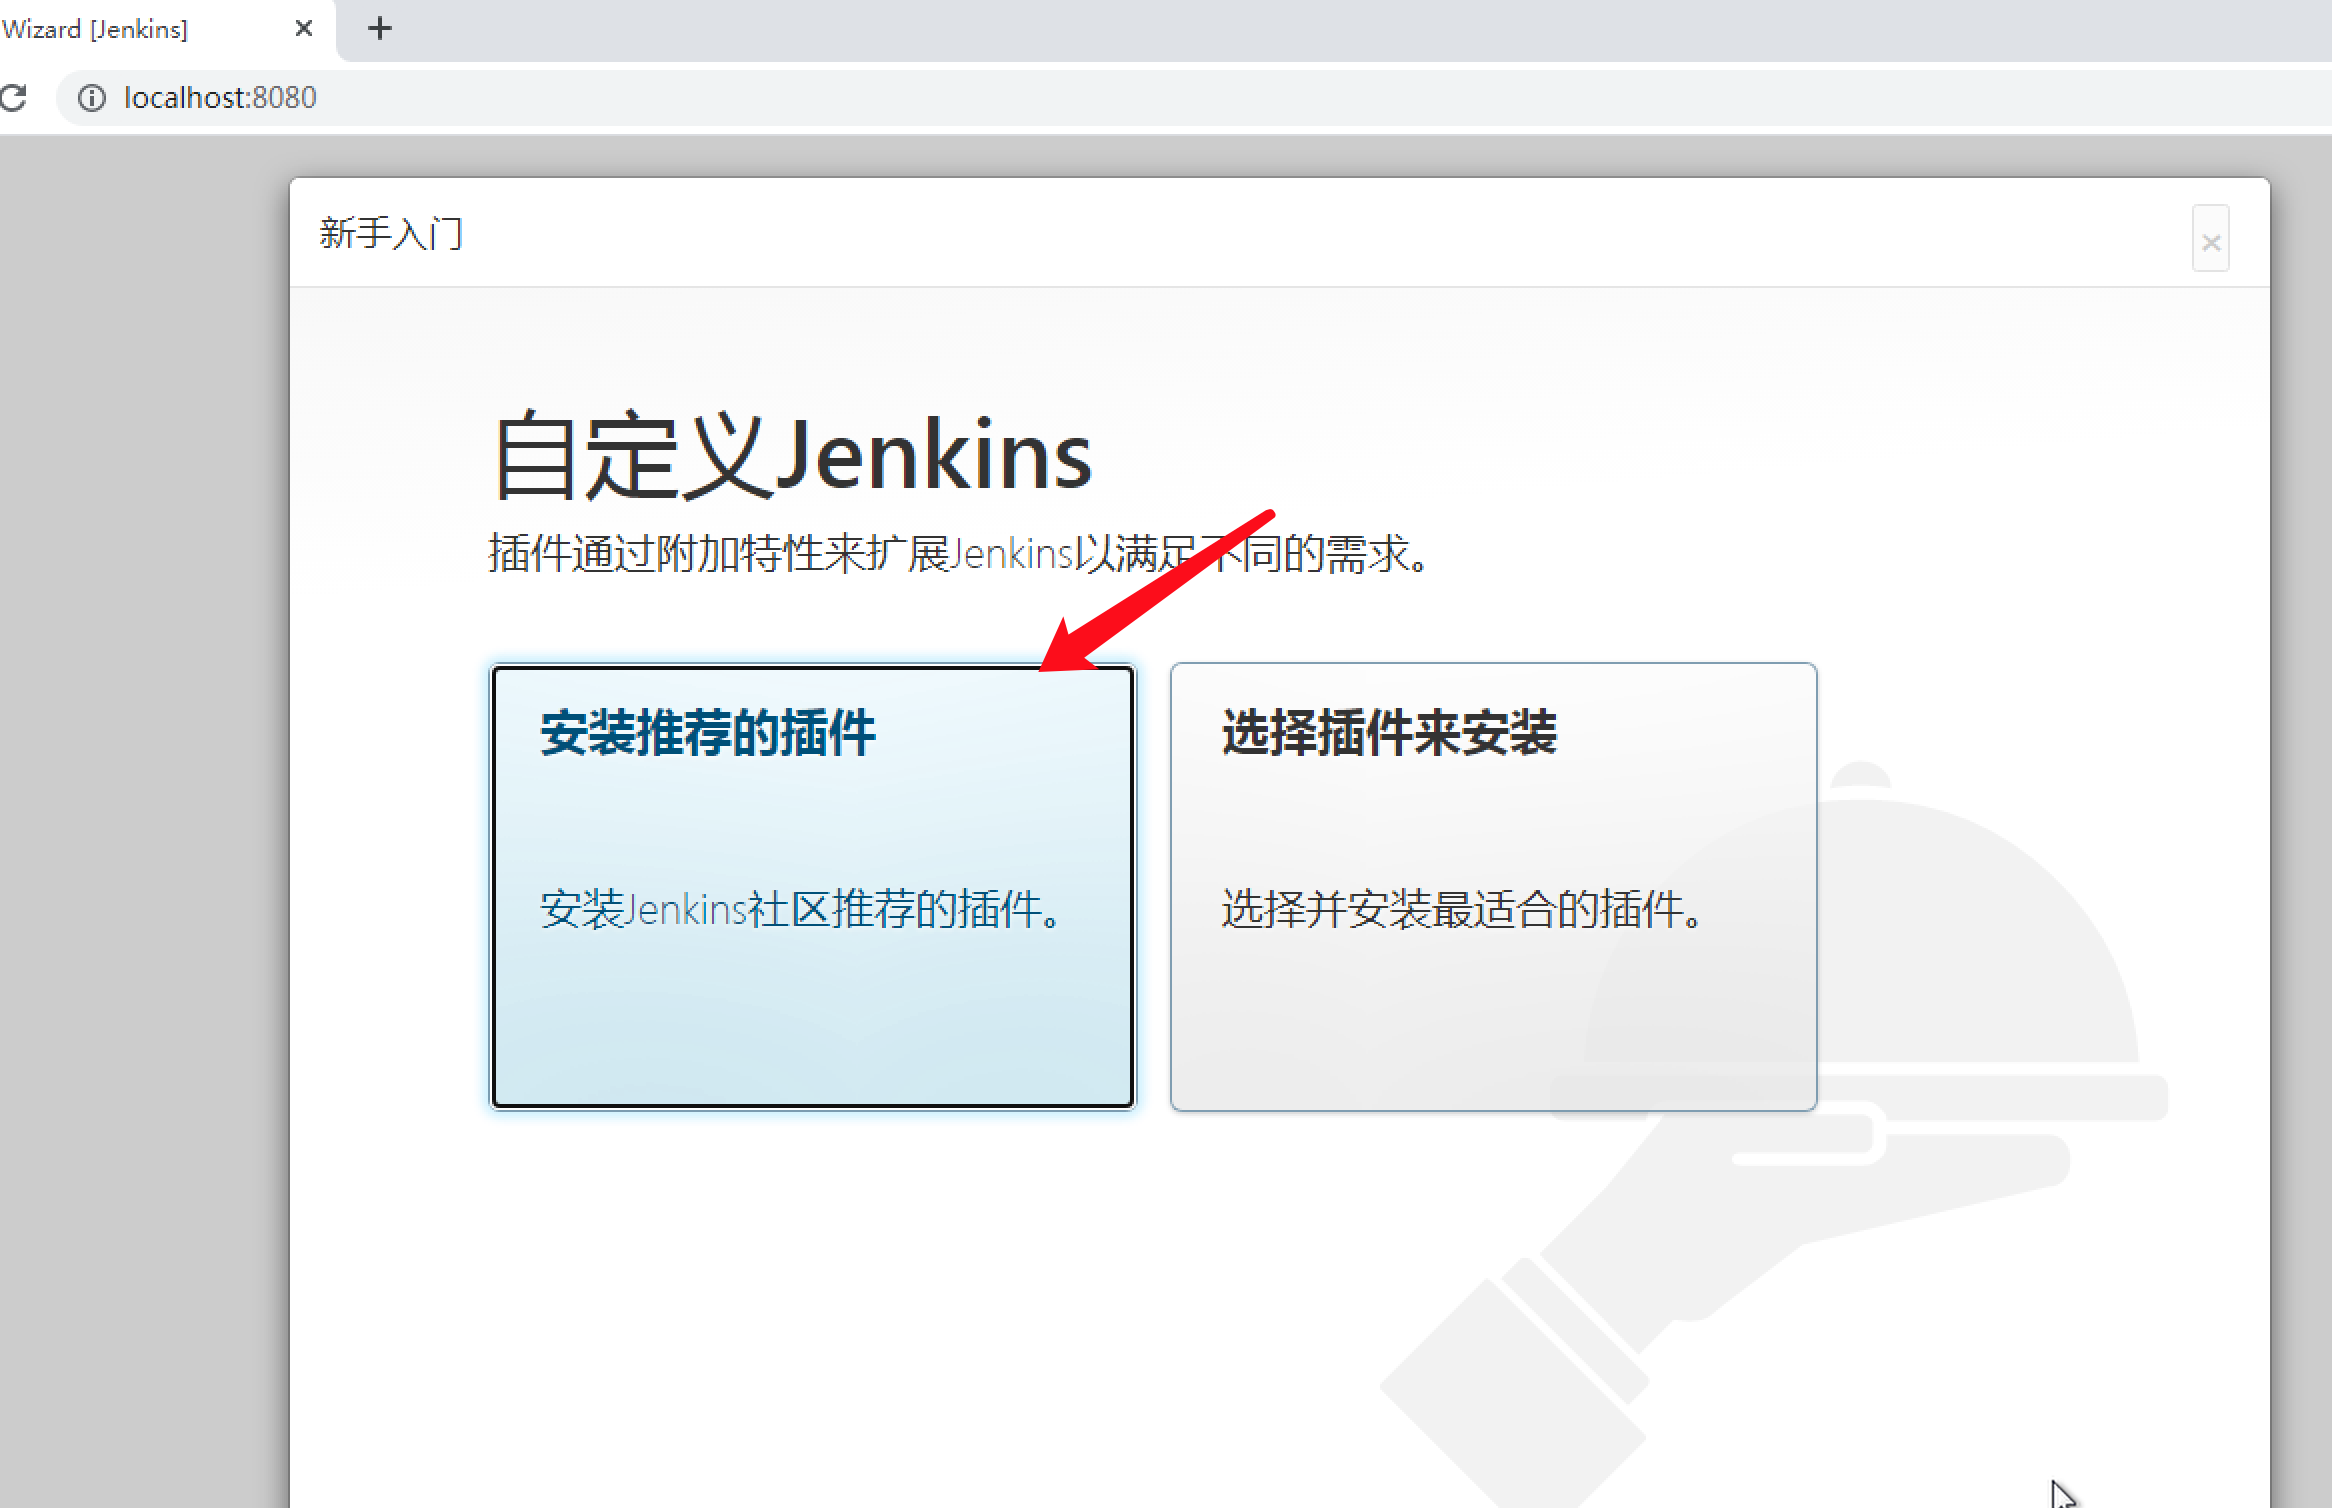 Wizard [Jenkins]
localhost:8080
新手入门
自定义Jenkins
插件通过附加特性来扩展Jenkins以满足不同的需求。
安装推荐的插件
安装Jenkins社区推荐的插件。
选择插件来安装
选择并安装最适合的插件。